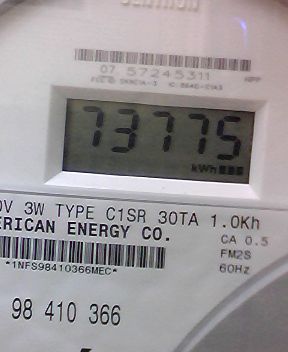 CENTRON
07 57245311
73775
kWh
0V 3W TYPE C1SR 30TA 1.0Kh
ERICAN ENERGY CO.
CA 0.5
FM2S
60Hz
*1NFS98410366MEC*
98 410 366